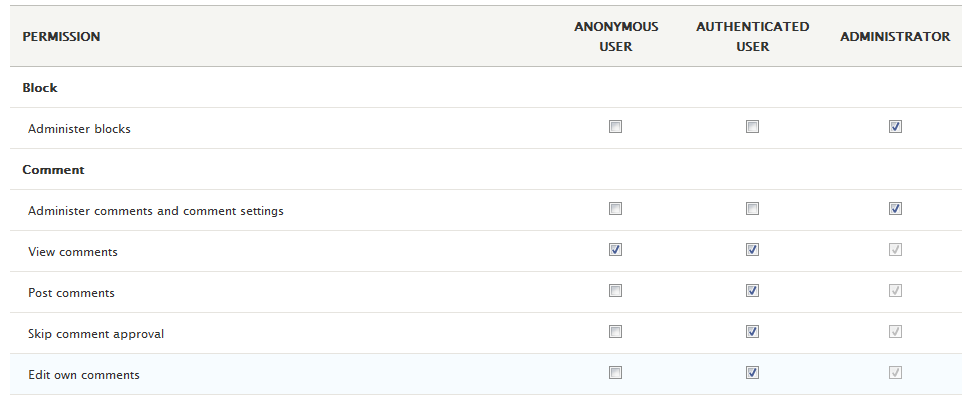 PERMISSION
ANONYMOUS
USER
AUTHENTICATED
USER
ADMINISTRATOR
Block
Administer blocks
Comment
Administer comments and comment settings
View comments
Post comments
Skip comment approval
Edit own comments